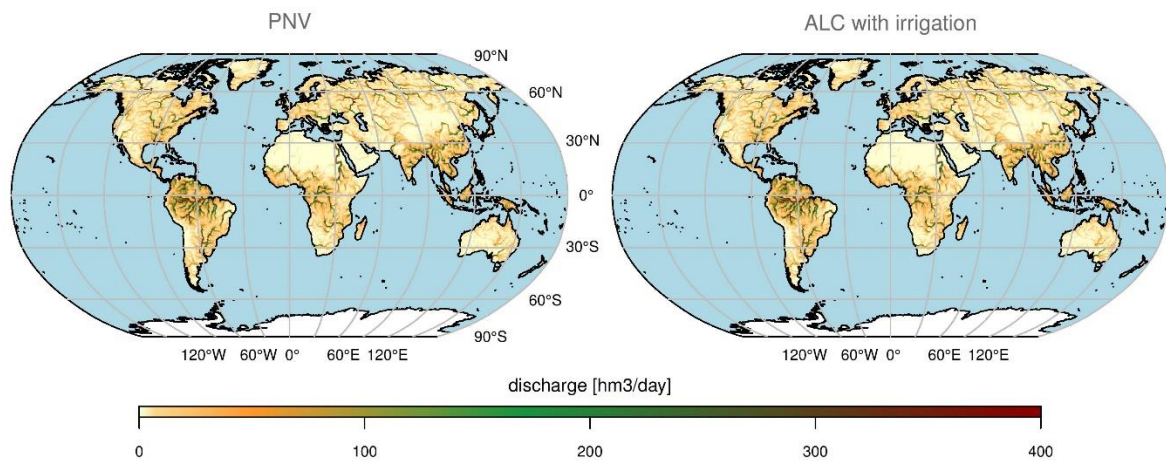 PNV
ALC with irrigation
90°N
60°N
30°N
0°
30°S
60°S
90°S
120°W 60°W 0° 60°E 120°E
120°W 60°W 0° 60°E 120°E
discharge [hm3/day]
0 100 200 300 400